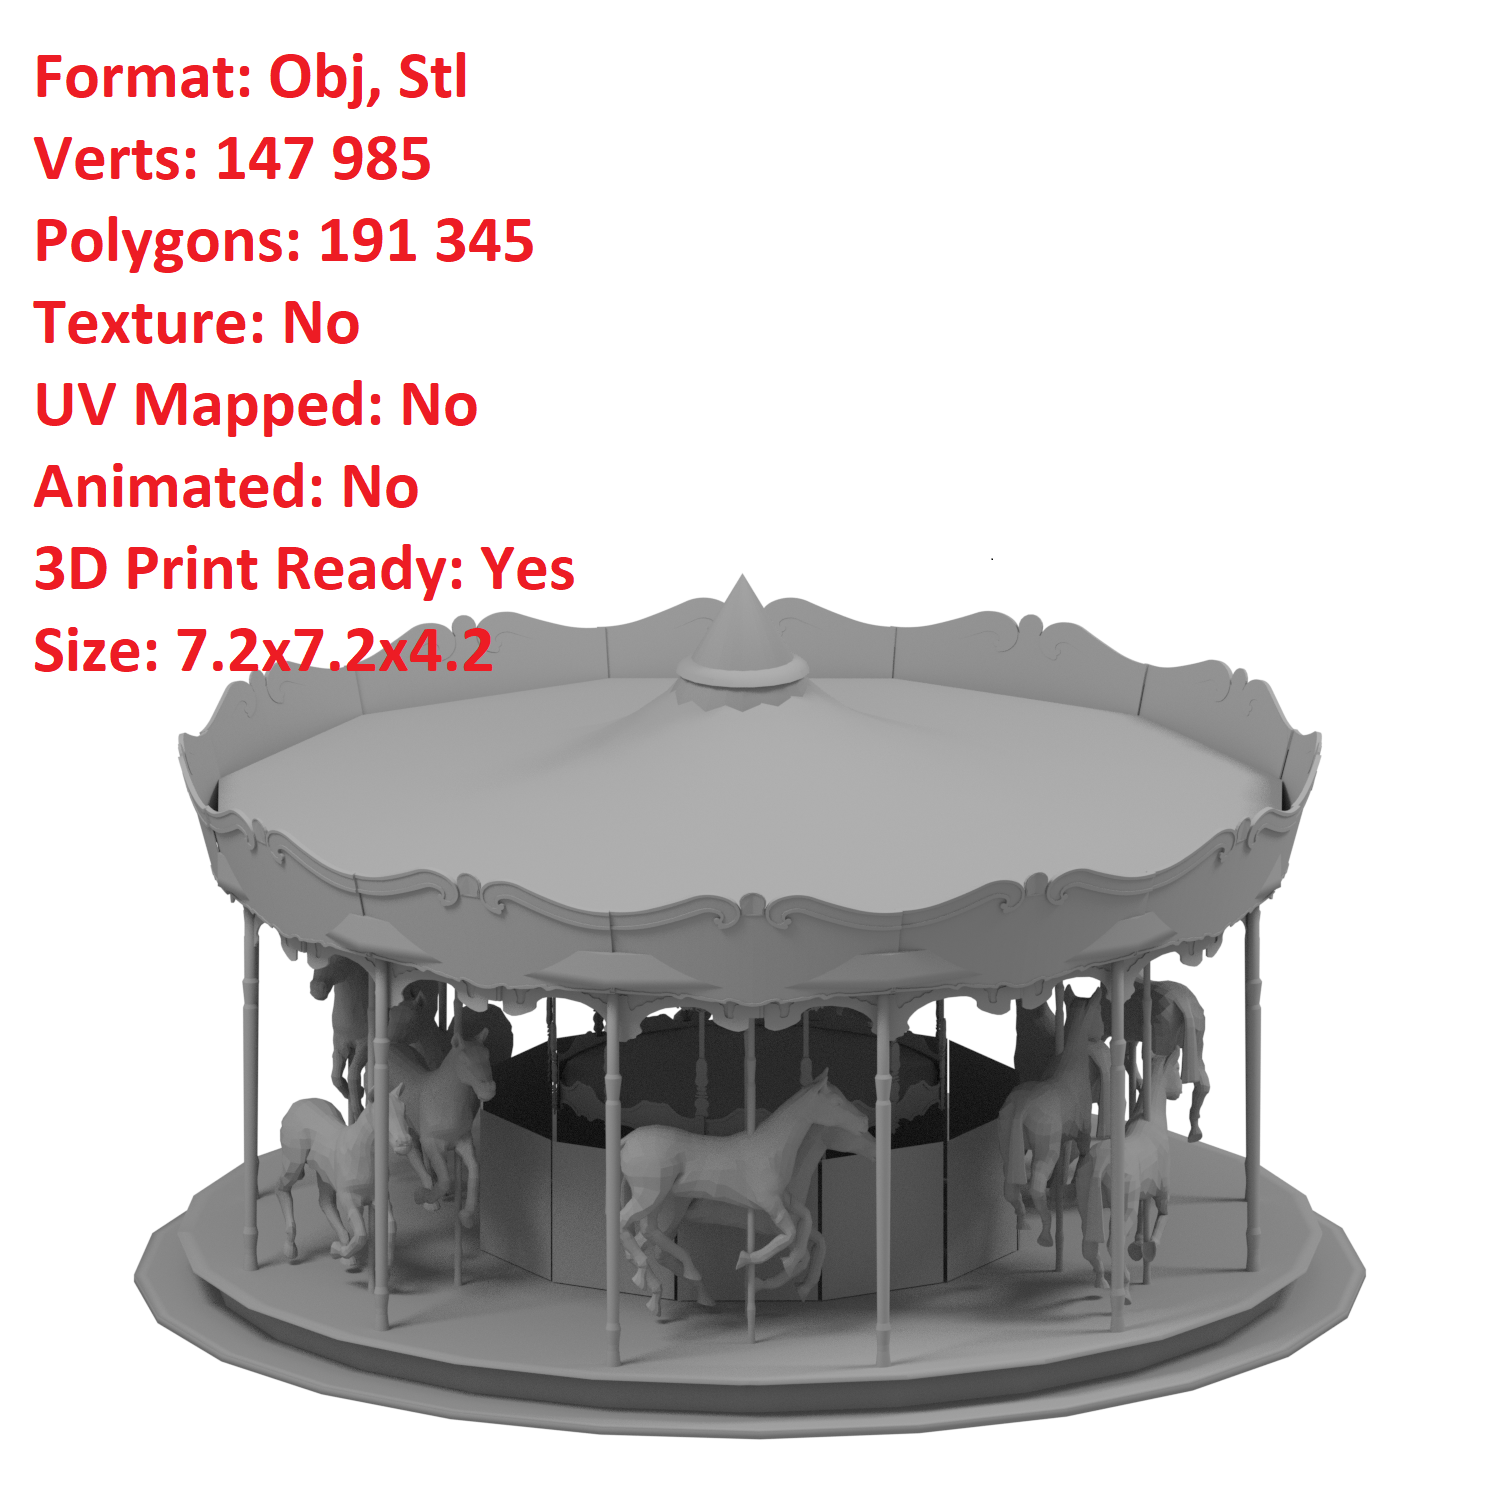 Format: Obj, Stl
Verts: 147 985
Polygons: 191 345
Texture: No
UV Mapped: No
Animated: No
3D Print Ready: Yes
Size: 7.2x7.2x4.2